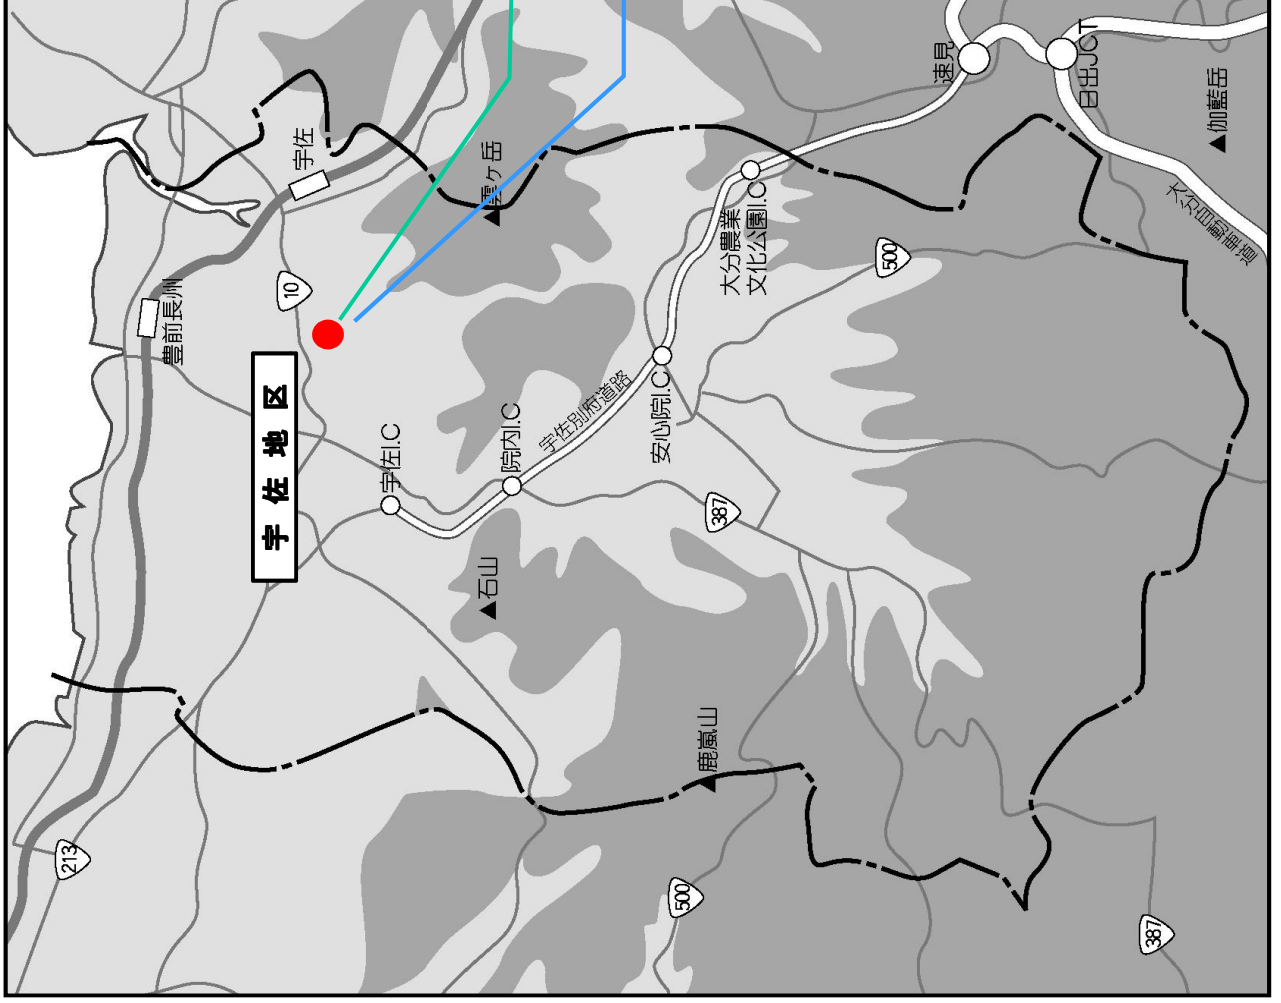 速見
日出JCT
伽藍岳
大分自動車道
宇佐
雲ヶ岳
大分農業
文化公園I.C
500
10
豊前長州
宇佐地区
宇佐I.C
院内I.C
宇佐別府道路
安心院I.C
387
石山
鹿嵐山
213
500
387